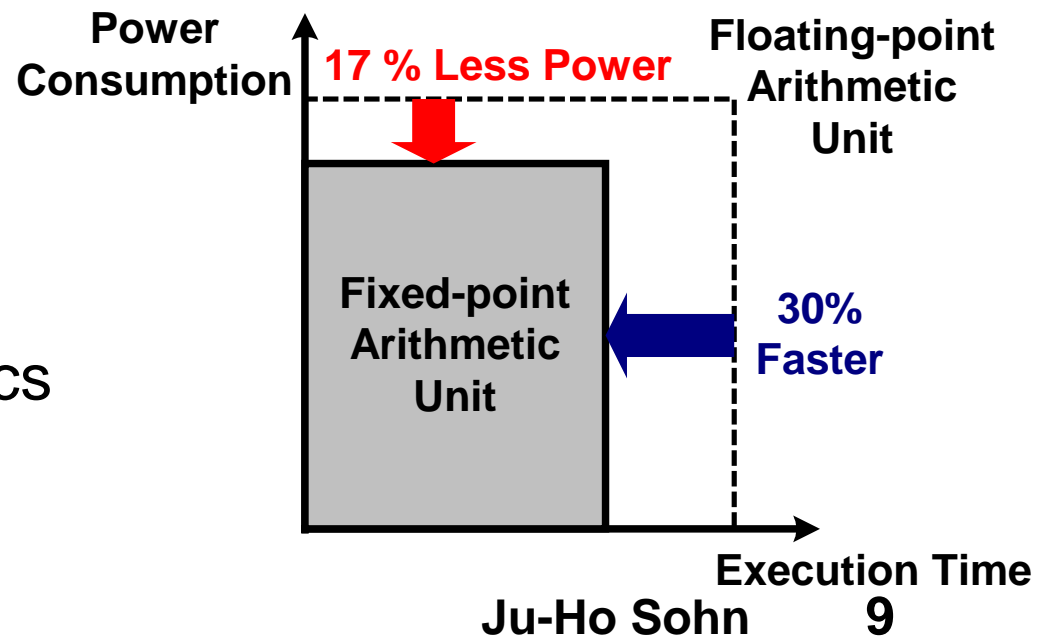 Power
Consumption
17 % Less Power
Floating-point
Arithmetic
Unit
Fixed-point
Arithmetic
Unit
30%
Faster
cs
Execution Time
Ju-Ho Sohn 9